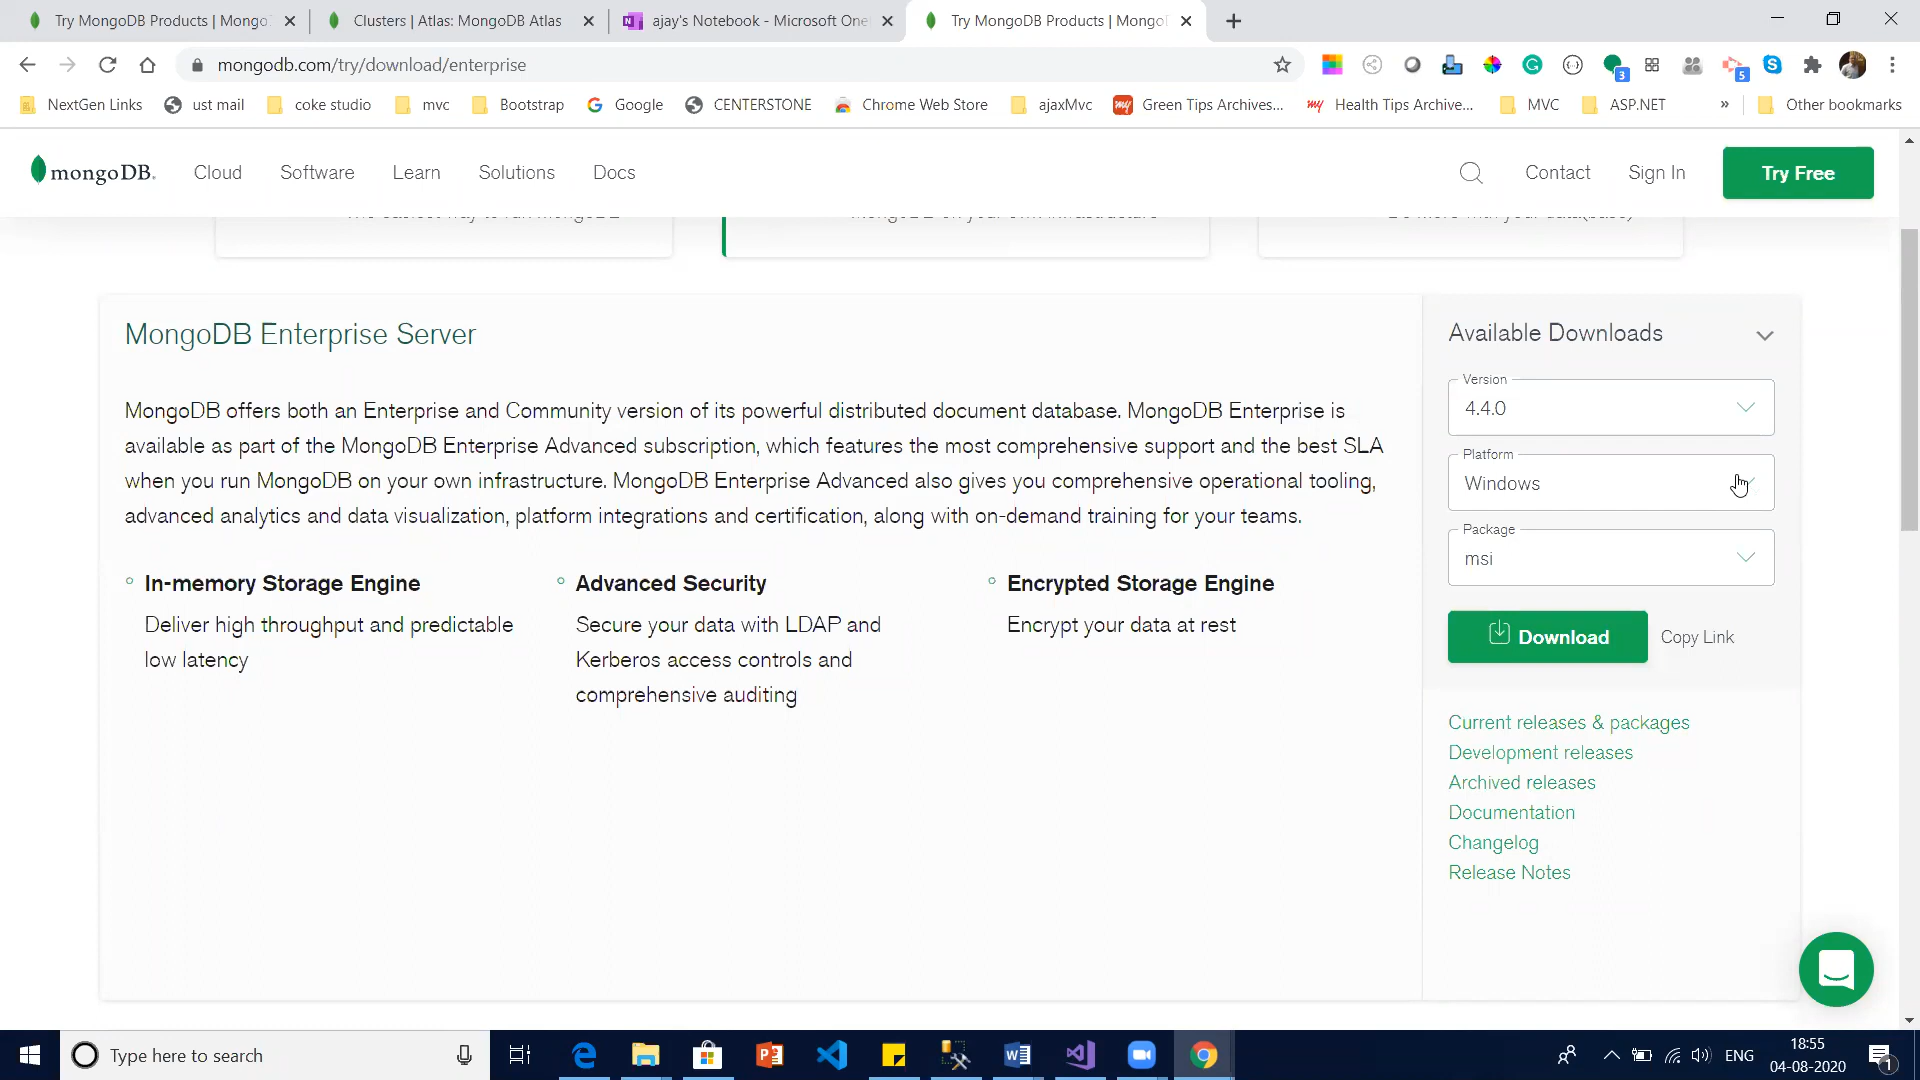 Try MongoDB Products | Mongo
Clusters | Atlas: MongoDB Atlas
ajay's Notebook - Microsoft One
Try MongoDB Products | Mongo
mongodb.com/try/download/enterprise
3
5
NextGen Links
ust mail
coke studio
mvc
Bootstrap
Google
CENTERSTONE
Chrome Web Store
ajaxMvc
Green Tips Archives...
Health Tips Archive...
MVC
ASP.NET
»
Other bookmarks
mongoDB.
Cloud
Software
Learn
Solutions
Docs
Contact
Sign In
Try Free
MongoDB Enterprise Server
MongoDB offers both an Enterprise and Community version of its powerful distributed document database. MongoDB Enterprise is
available as part of the MongoDB Enterprise Advanced subscription, which features the most comprehensive support and the best SLA
when you run MongoDB on your own infrastructure. MongoDB Enterprise Advanced also gives you comprehensive operational tooling,
advanced analytics and data visualization, platform integrations and certification, along with on-demand training for your teams.
In-memory Storage Engine
Deliver high throughput and predictable
low latency
Advanced Security
Secure your data with LDAP and
Kerberos access controls and
comprehensive auditing
Encrypted Storage Engine
Encrypt your data at rest
Available Downloads
Version
4.4.0
Platform
Windows
Package
msi
Download
Copy Link
Current releases & packages
Development releases
Archived releases
Documentation
Changelog
Release Notes
Type here to search
ENG
18:55
04-08-2020
1